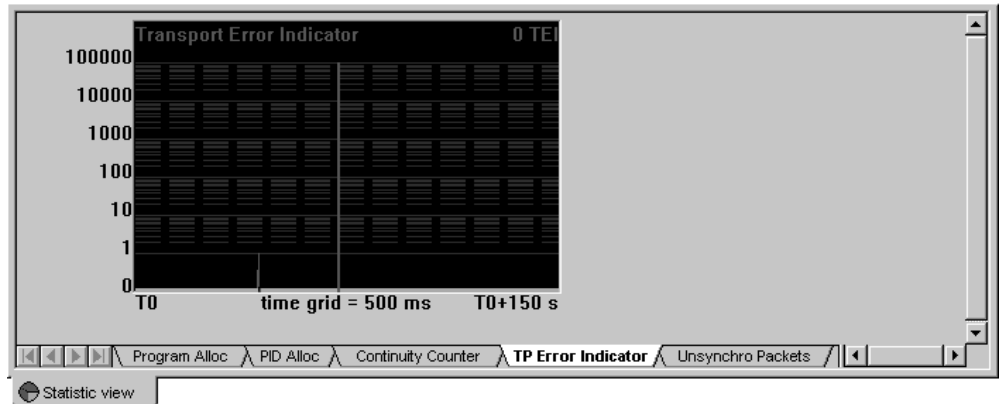 Transport Error Indicator 0 TEI
100000
10000
1000
100
10
1
0
T0 time grid = 500 ms T0+150 s
Program Alloc PID Alloc Continuity Counter TP Error Indicator Unsynchro Packets
Statistic view